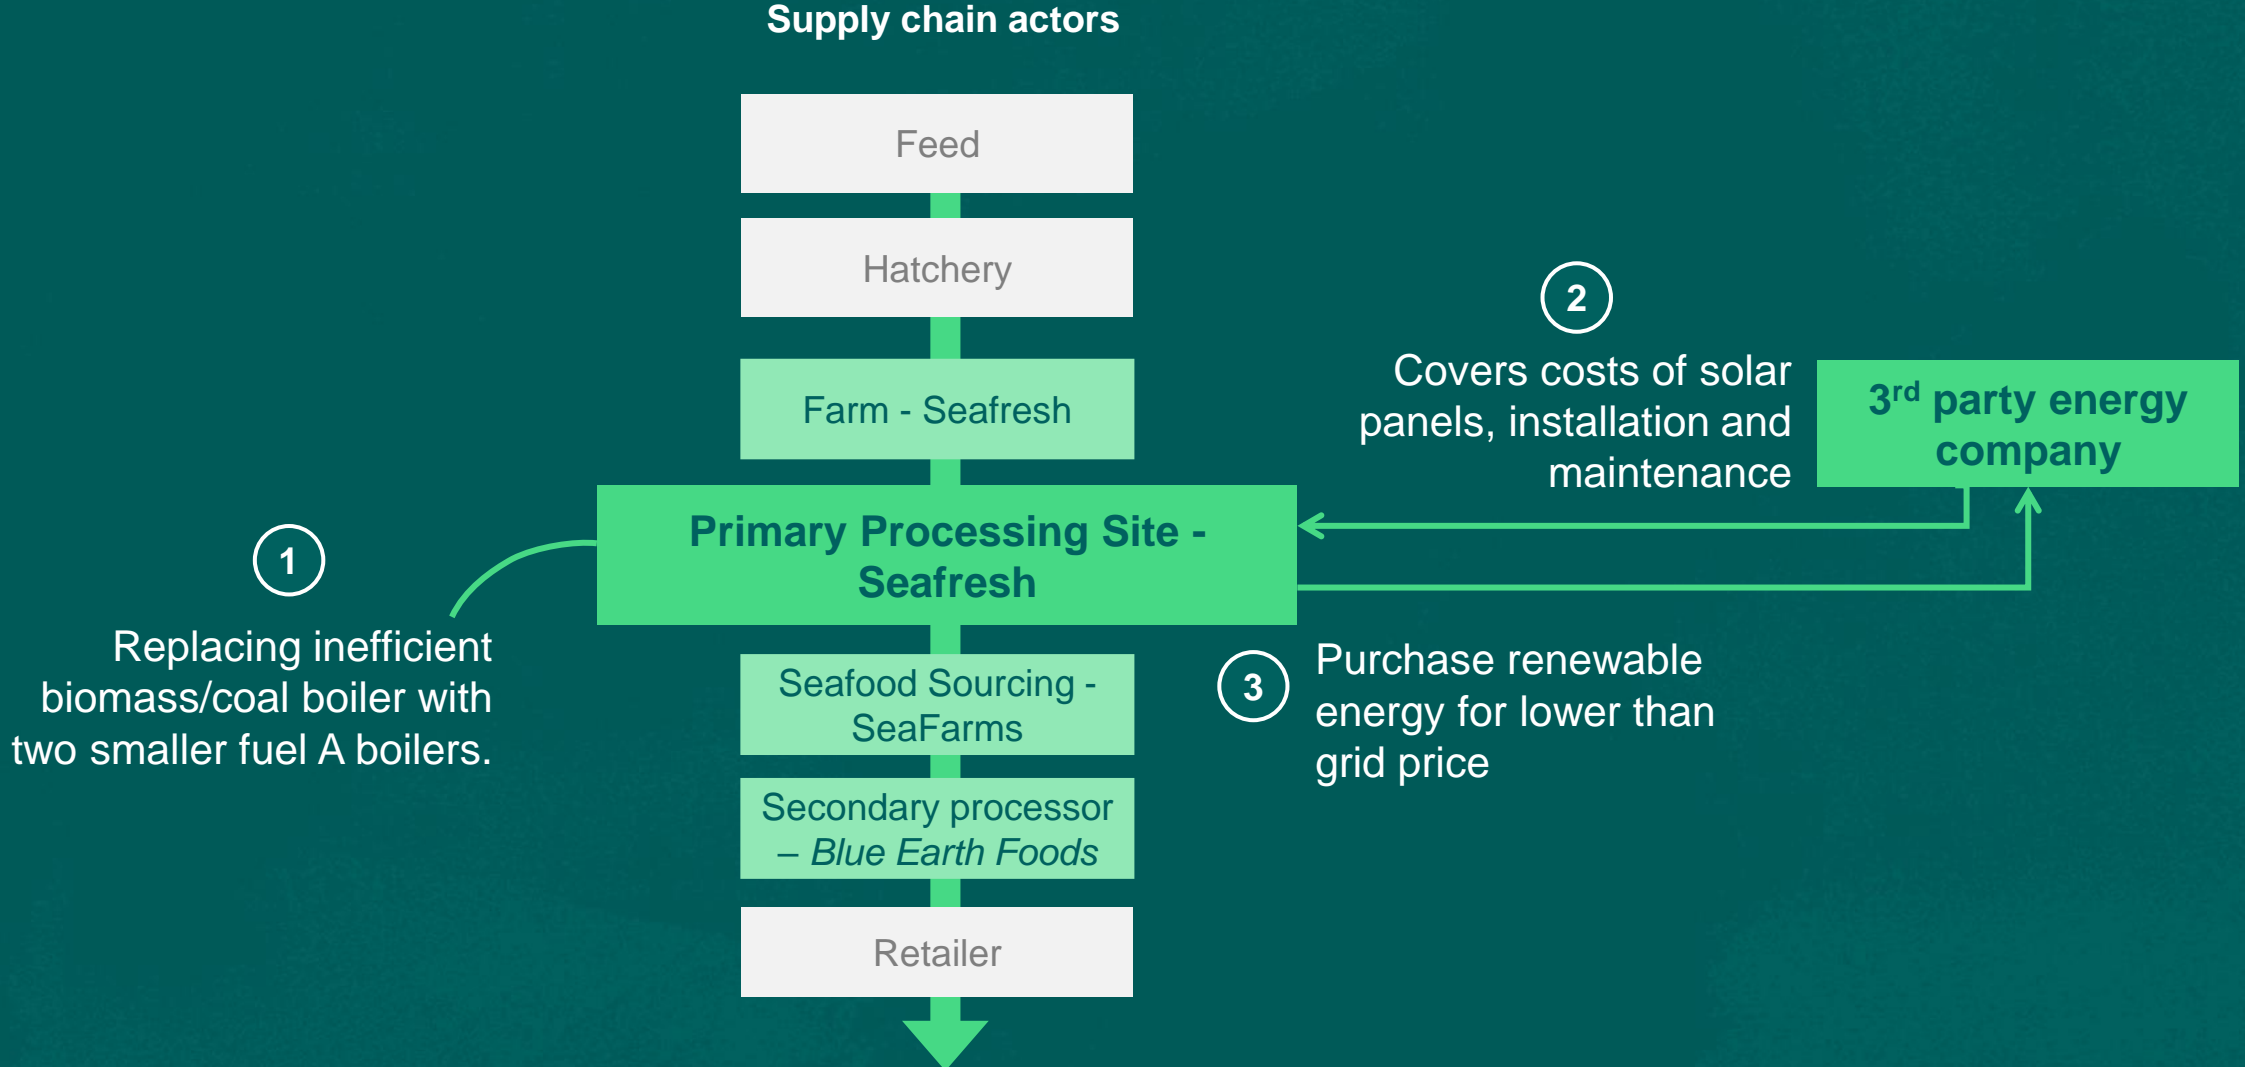 Supply chain actors
Feed
Hatchery
Farm - Seafresh
Primary Processing Site -
Seafresh
1
Replacing inefficient
biomass/coal boiler with
two smaller fuel A boilers.
2
Covers costs of solar
panels, installation and
maintenance
3rd party energy
company
3
Purchase renewable
energy for lower than
grid price
Seafood Sourcing -
SeaFarms
Secondary processor
– Blue Earth Foods
Retailer